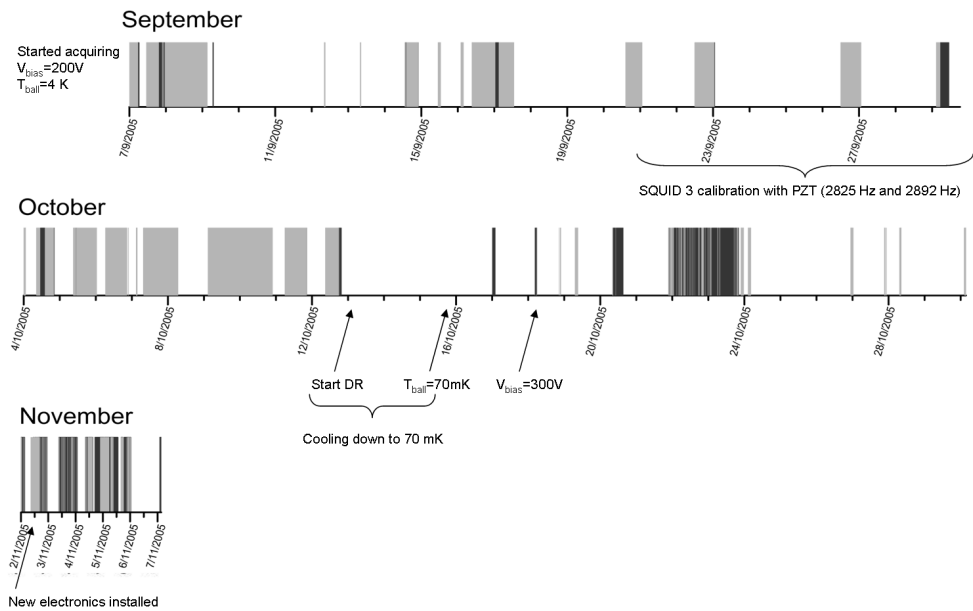 September
Started acquiring
Vbias=200V
Tball=4 K
7/9/2005
11/9/2005
15/9/2005
19/9/2005
23/9/2005
27/9/2005
SQUID 3 calibration with PZT (2825 Hz and 2892 Hz)
October
4/10/2005
8/10/2005
12/10/2005
16/10/2005
20/10/2005
24/10/2005
28/10/2005
Start DR
Tball=70mK
Vbias=300V
Cooling down to 70 mK
November
2/11/2005
3/11/2005
4/11/2005
5/11/2005
6/11/2005
7/11/2005
New electronics installed